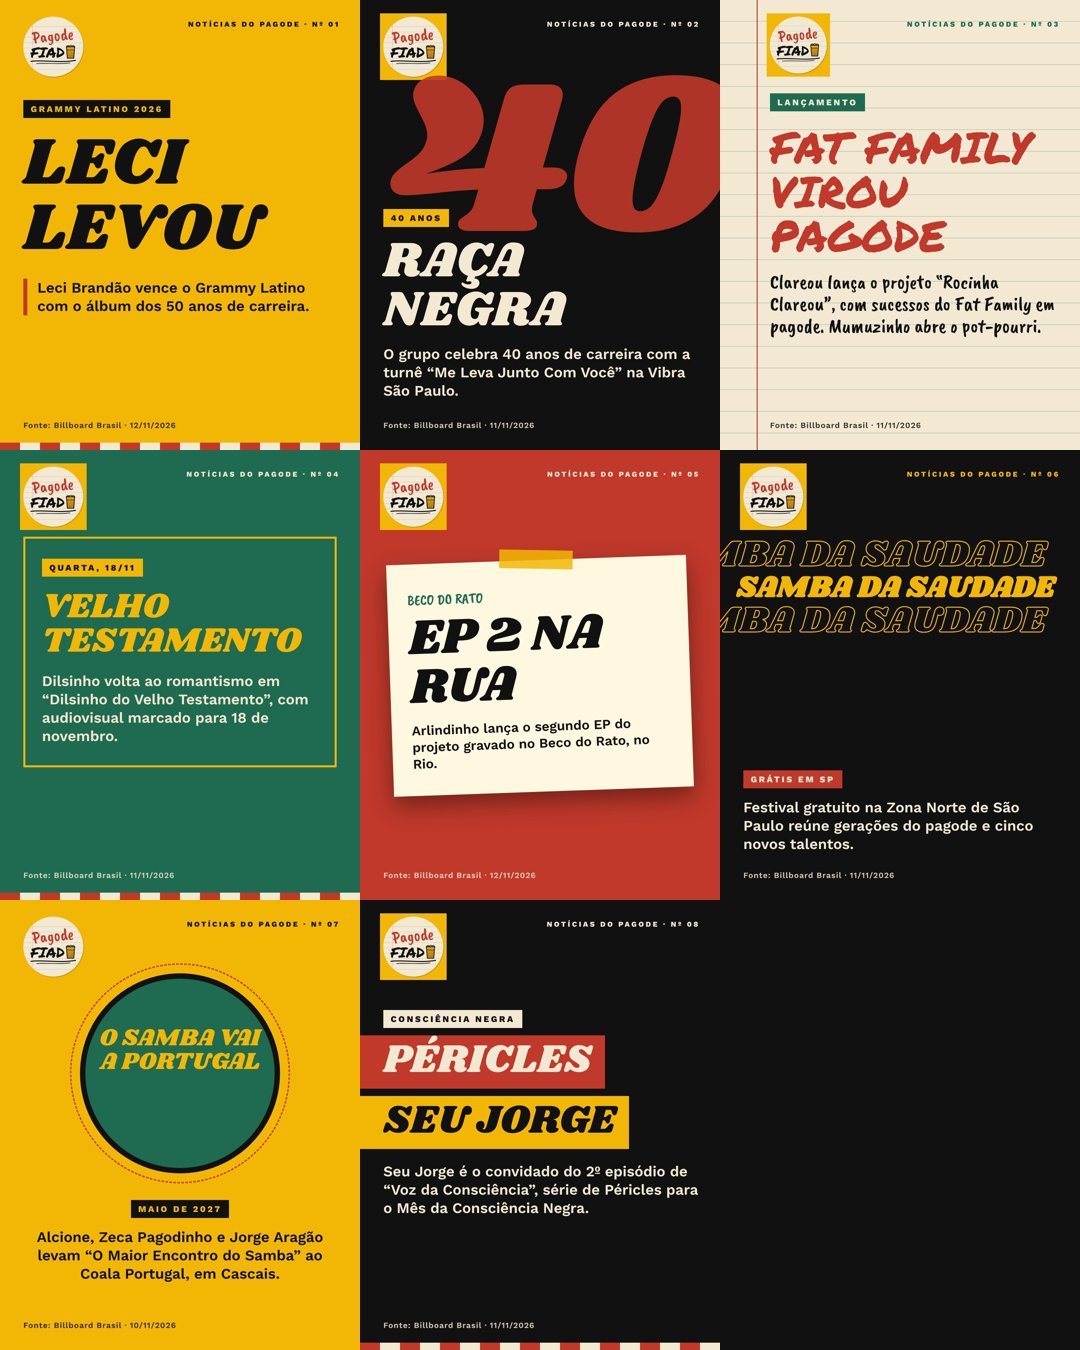 Pagode
FIAD
NOTÍCIAS DO PAGODE · Nº 01
GRAMMY LATINO 2026
LECI
LEVOU
Leci Brandão vence o Grammy Latino
com o álbum dos 50 anos de carreira.
Fonte: Billboard Brasil · 12/11/2026
Pagode
FIAD
NOTÍCIAS DO PAGODE · Nº 02
40
40 ANOS
RAÇA
NEGRA
O grupo celebra 40 anos de carreira com a
turnê “Me Leva Junto Com Você” na Vibra
São Paulo.
Fonte: Billboard Brasil · 11/11/2026
Pagode
FIAD
NOTÍCIAS DO PAGODE · Nº 03
LANÇAMENTO
FAT FAMILY
VIROU
PAGODE
Clareou lança o projeto “Rocinha
Clareou”, com sucessos do Fat Family em
pagode. Mumuzinho abre o pot-pourri.
Fonte: Billboard Brasil · 11/11/2026
Pagode
FIAD
NOTÍCIAS DO PAGODE · Nº 04
QUARTA, 18/11
VELHO
TESTAMENTO
Dilsinho volta ao romantismo em
“Dilsinho do Velho Testamento”, com
audiovisual marcado para 18 de
novembro.
Fonte: Billboard Brasil · 11/11/2026
Pagode
FIAD
NOTÍCIAS DO PAGODE · Nº 05
BECO DO RATO
EP 2 NA
RUA
Arlindinho lança o segundo EP do
projeto gravado no Beco do Rato, no
Rio.
Fonte: Billboard Brasil · 12/11/2026
Pagode
FIAD
NOTÍCIAS DO PAGODE · Nº 06
MBA DA SAUDADE
SAMBA DA SAUDADE
MBA DA SAUDADE
GRÁTIS EM SP
Festival gratuito na Zona Norte de São
Paulo reúne gerações do pagode e cinco
novos talentos.
Fonte: Billboard Brasil · 11/11/2026
Pagode
FIAD
NOTÍCIAS DO PAGODE · Nº 07
O SAMBA VAI
A PORTUGAL
MAIO DE 2027
Alcione, Zeca Pagodinho e Jorge Aragão
levam “O Maior Encontro do Samba” ao
Coala Portugal, em Cascais.
Fonte: Billboard Brasil · 10/11/2026
Pagode
FIAD
NOTÍCIAS DO PAGODE · Nº 08
CONSCIÊNCIA NEGRA
PÉRICLES
SEU JORGE
Seu Jorge é o convidado do 2º episódio de
“Voz da Consciência”, série de Péricles para
o Mês da Consciência Negra.
Fonte: Billboard Brasil · 11/11/2026